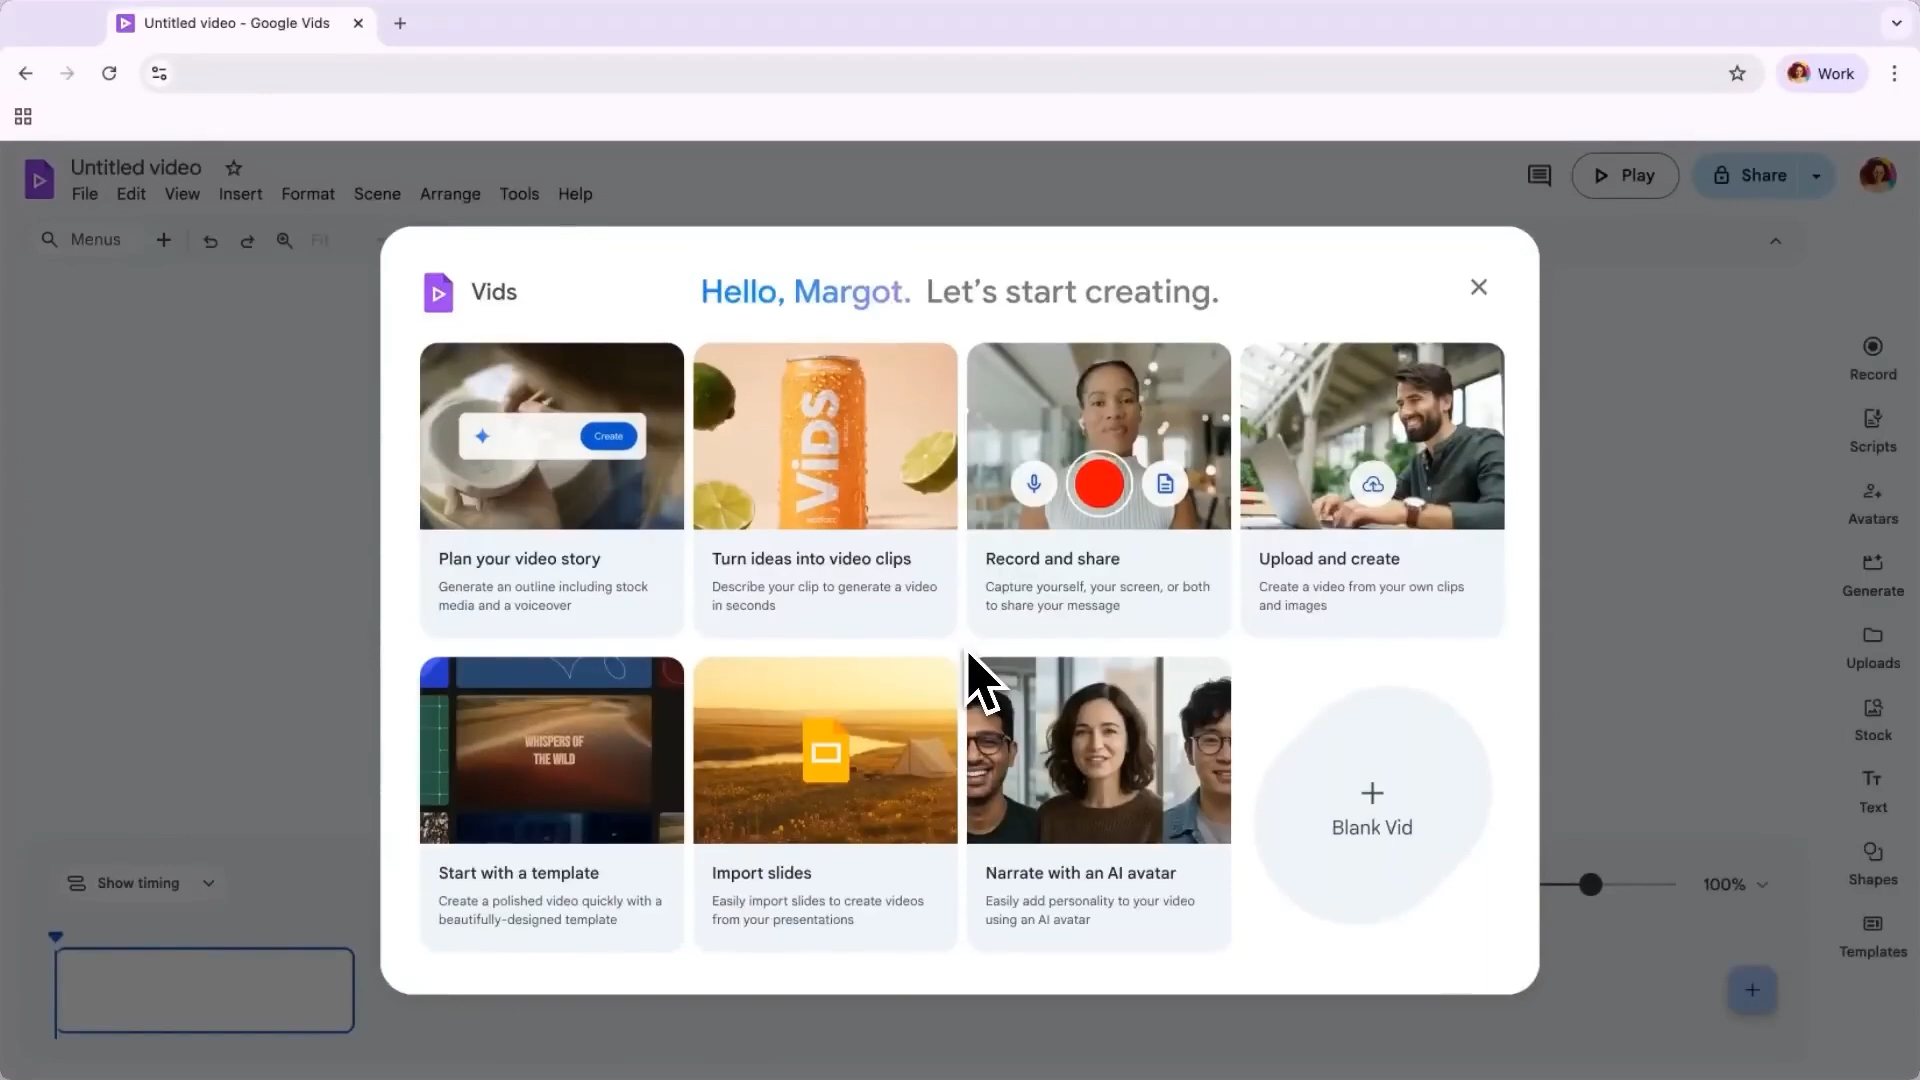 Untitled video - Google Vids
Work
Untitled video
File Edit View Insert Format Scene Arrange Tools Help
Play
Share
Menus
Fit
Vids
Hello, Margot. Let's start creating.
Create
ViDS
Plan your video story
Generate an outline including stock
media and a voiceover
Turn ideas into video clips
Describe your clip to generate a video
in seconds
Record and share
Capture yourself, your screen, or both
to share your message
Upload and create
Create a video from your own clips
and images
WHISPERS OF
THE WILD
Start with a template
Create a polished video quickly with a
beautifully-designed template
Import slides
Easily import slides to create videos
from your presentations
Narrate with an AI avatar
Easily add personality to your video
using an AI avatar
Blank Vid
Record
Scripts
Avatars
Generate
Uploads
Stock
Tт
Text
Shapes
Templates
Show timing
100%